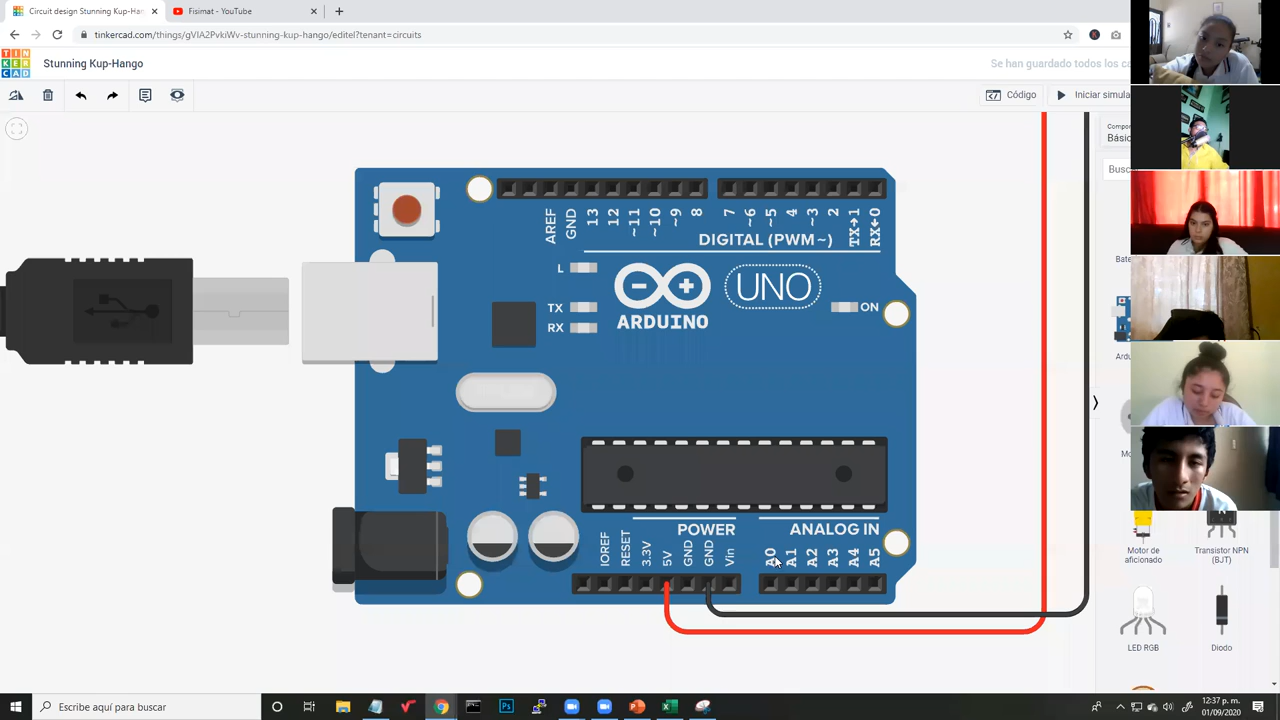 Circuit design Stunning Kup-Han
Fisimat - YouTube
tinkercad.com/things/gVIA2PvkiWv-stunning-kup-hango/editel?tenant=circuits
TIN
KER
CAD
Stunning Kup-Hango
Se han guardado todos los
Código
Iniciar simula
Compo
Básic
Busc
AREF
GND
13
12
~11
~10
~9
8
7
~6
~5
4
~3
2
TX→1
RX←0
DIGITAL (PWM~)
L
TX
RX
ARDUINO
UNO
ON
POWER
ANALOG IN
IOREF
RESET
3.3V
5V
GND
GND
Vin
A0
A1
A2
A3
A4
A5
Bate
Ardu
Mo
Motor de
aficionado
Transistor NPN
(BJT)
LED RGB
Diodo
Escribe aquí para buscar
12:37 p. m.
01/09/2020